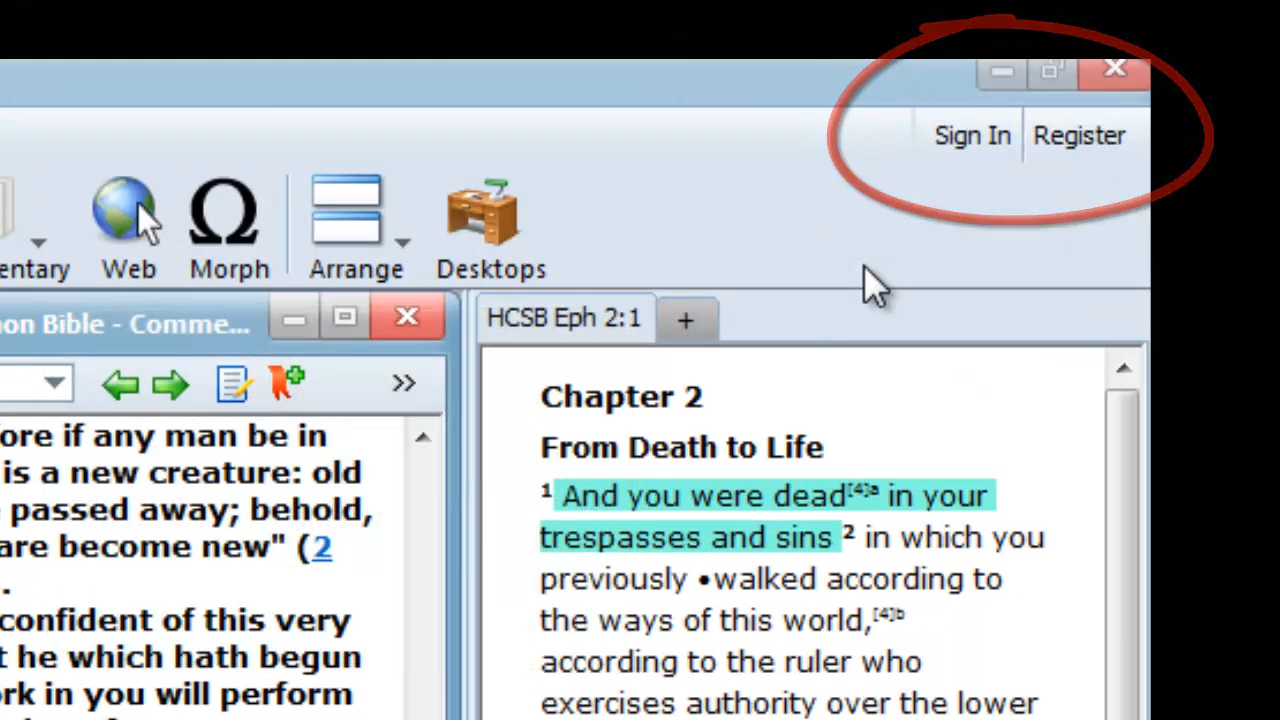 Sign In Register
entary Web Morph Arrange Desktops
non Bible - Comme...
ore if any man be in
is a new creature: old
passed away; behold,
are become new" (2
.
confident of this very
t he which hath begun
ork in you will perform
HCSB Eph 2:1 +
Chapter 2
From Death to Life
1 And you were dead[4]a in your
trespasses and sins 2 in which you
previously •walked according to
the ways of this world,[4]b
according to the ruler who
exercises authority over the lower